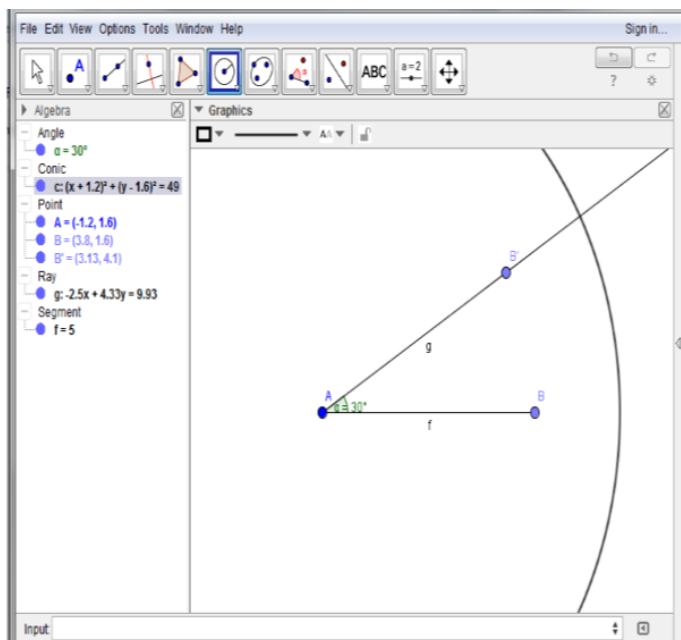 File Edit View Options Tools Window Help Sign in...
A ABC a=2 ?
Algebra
Graphics
AA
Angle
α = 30°
Conic
c: (x + 1.2)² + (y - 1.6)² = 49
Point
A = (-1.2, 1.6)
B = (3.8, 1.6)
B' = (3.13, 4.1)
Ray
g: -2.5x + 4.33y = 9.93
Segment
f = 5
B'
g
A
α = 30°
B
f
Input: